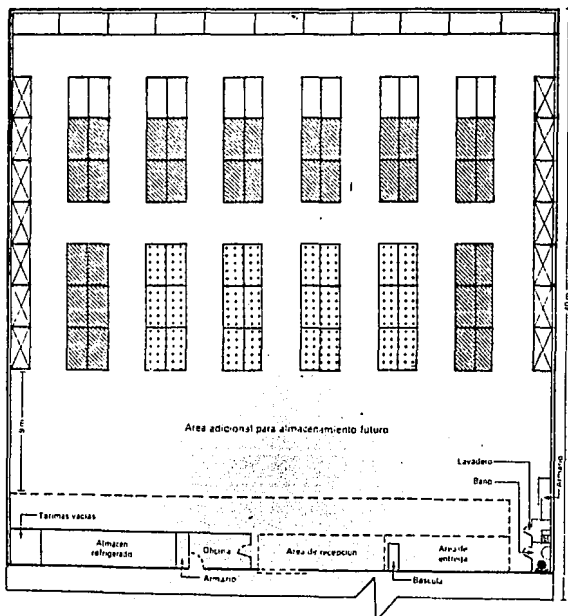 Area adicional para almacenamiento futuro
9 m
Lavadero
Bano
Armario
Tarimas vacias
Almacen
refrigerado
Oficina
Area de recepcion
Area de
entrega
Armario
Bascula